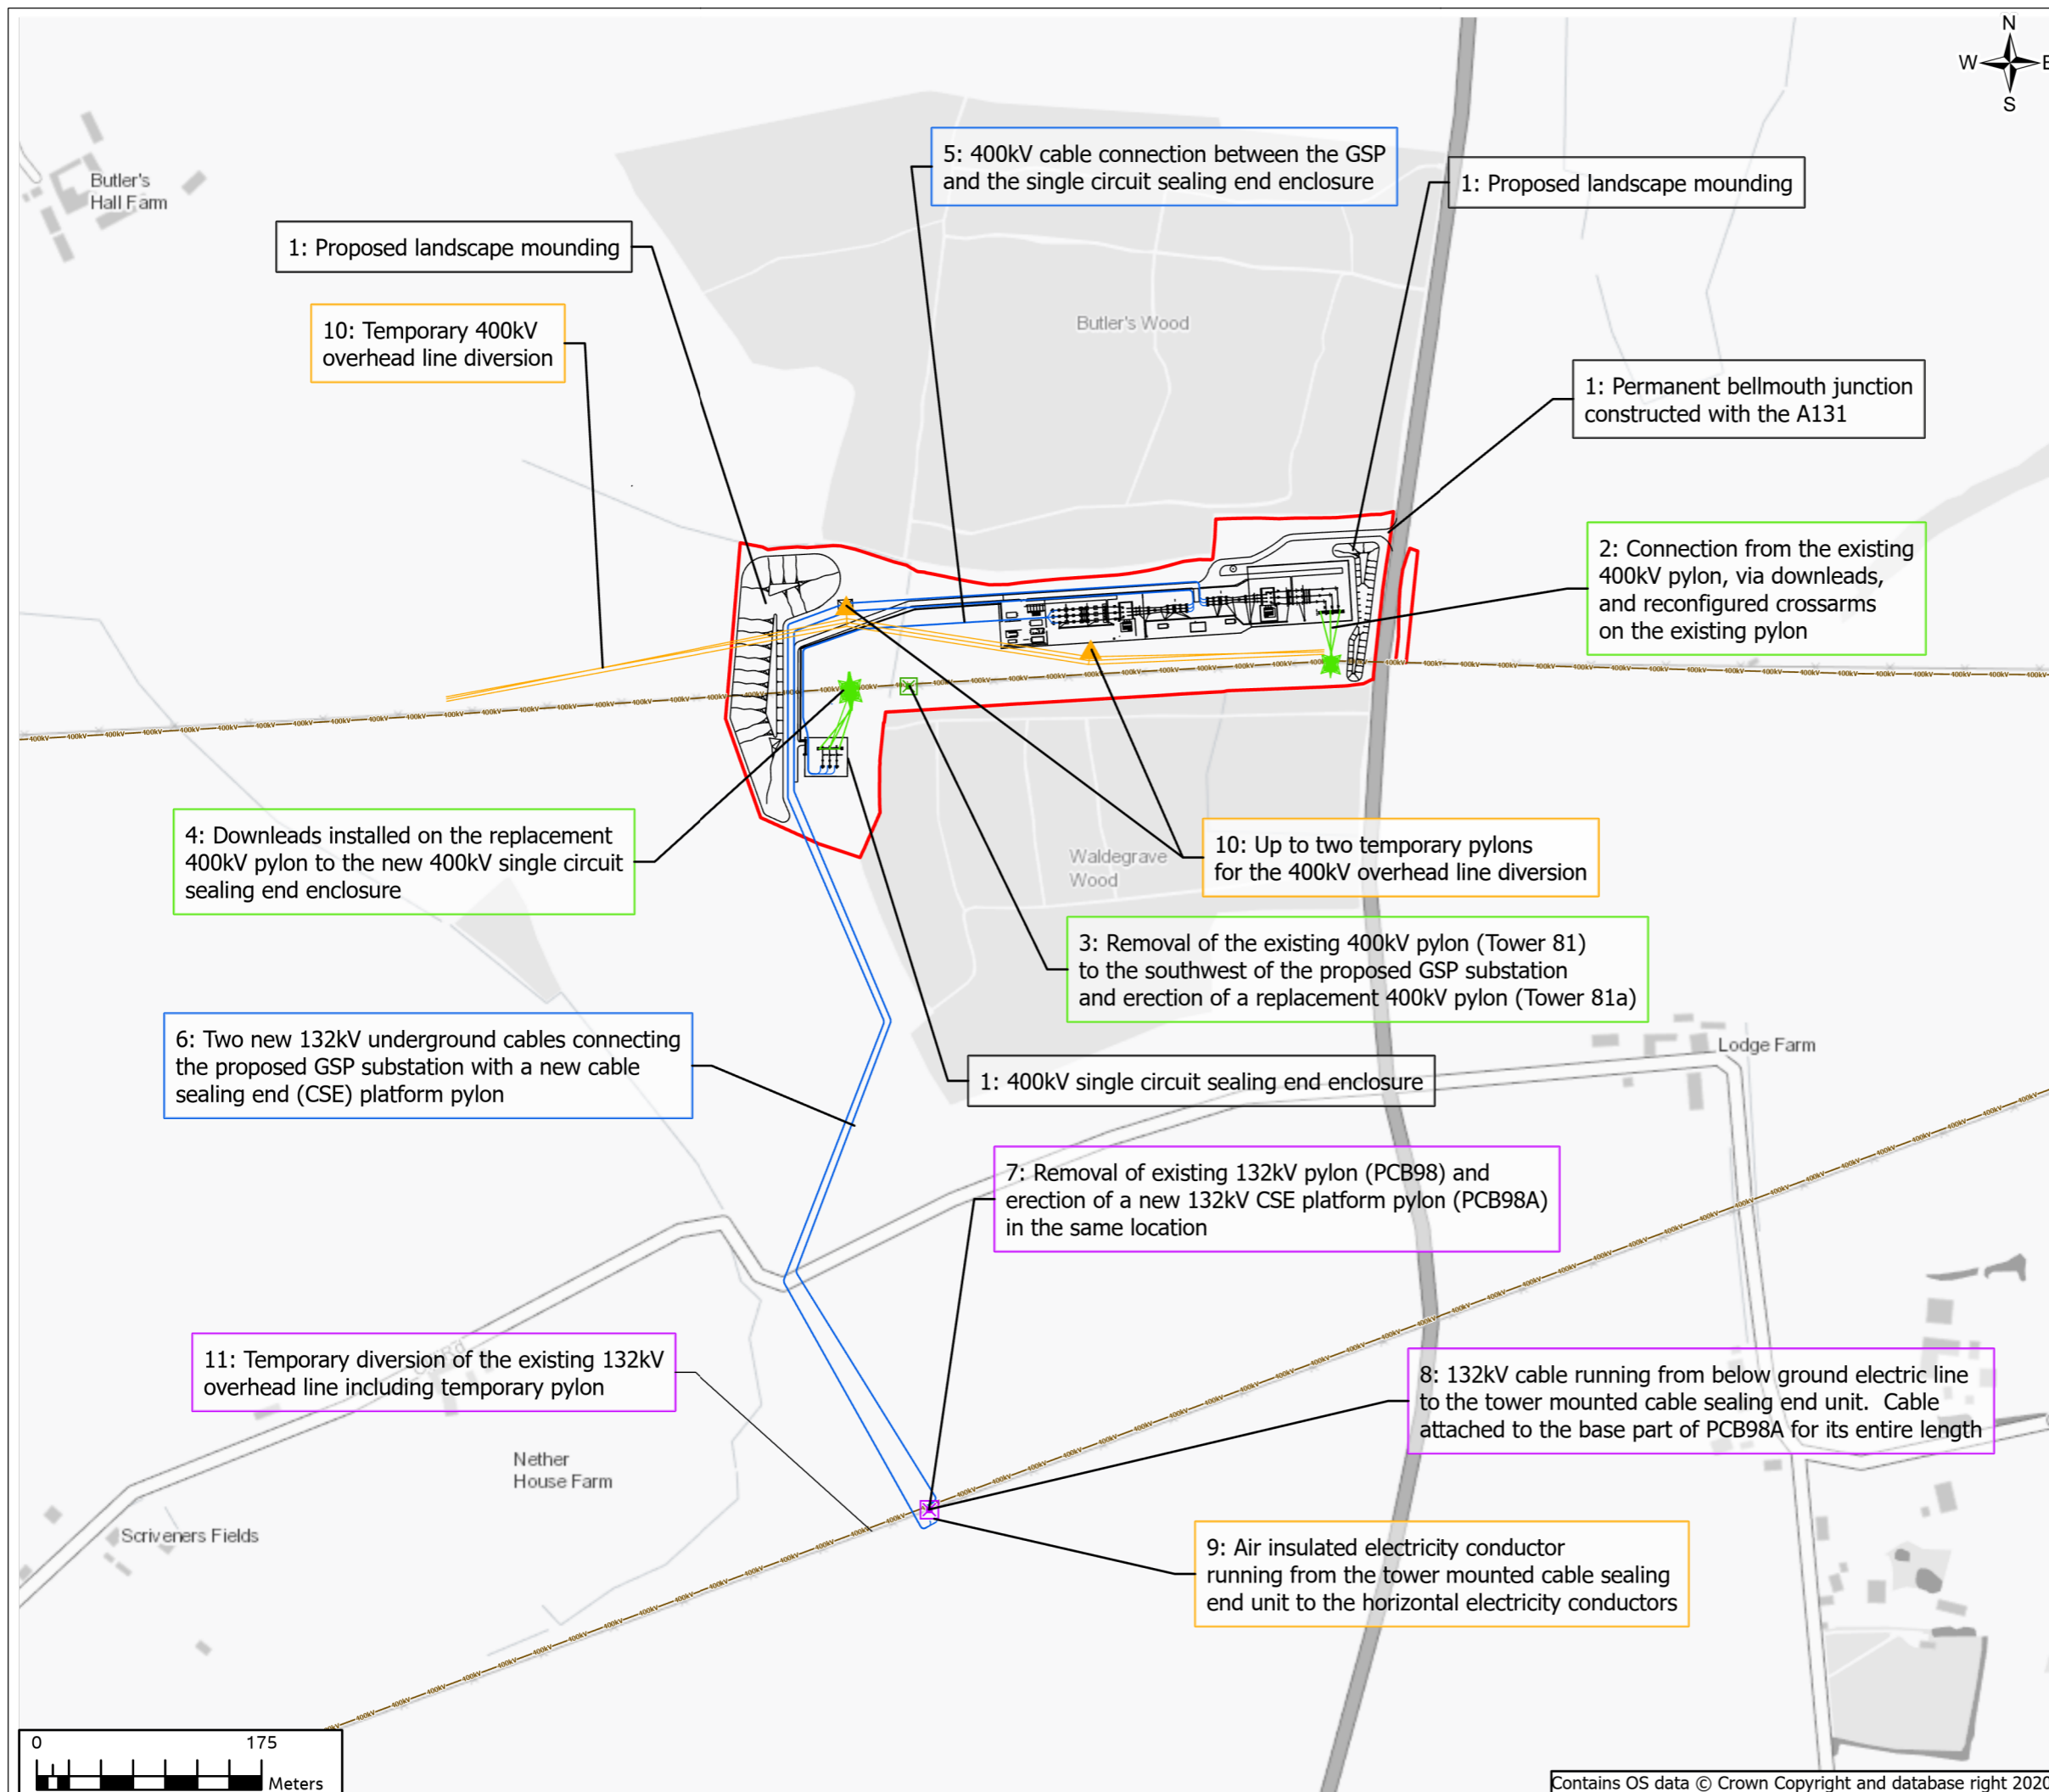 N
W
E
S
5: 400kV cable connection between the GSP
and the single circuit sealing end enclosure
1: Proposed landscape mounding
Butler's
Hall Farm
1: Proposed landscape mounding
10: Temporary 400kV
overhead line diversion
Butler's Wood
1: Permanent bellmouth junction
constructed with the A131
2: Connection from the existing
400kV pylon, via downleads,
and reconfigured crossarms
on the existing pylon
4: Downleads installed on the replacement
400kV pylon to the new 400kV single circuit
sealing end enclosure
10: Up to two temporary pylons
for the 400kV overhead line diversion
Waldegrave
Wood
3: Removal of the existing 400kV pylon (Tower 81)
to the southwest of the proposed GSP substation
and erection of a replacement 400kV pylon (Tower 81a)
6: Two new 132kV underground cables connecting
the proposed GSP substation with a new cable
sealing end (CSE) platform pylon
Lodge Farm
1: 400kV single circuit sealing end enclosure
7: Removal of existing 132kV pylon (PCB98) and
erection of a new 132kV CSE platform pylon (PCB98A)
in the same location
11: Temporary diversion of the existing 132kV
overhead line including temporary pylon
8: 132kV cable running from below ground electric line
to the tower mounted cable sealing end unit.  Cable
attached to the base part of PCB98A for its entire length
Nether
House Farm
Scriveners Fields
9: Air insulated electricity conductor
running from the tower mounted cable sealing
end unit to the horizontal electricity conductors
400kV
0 175
Meters
Contains OS data © Crown Copyright and database right 2020